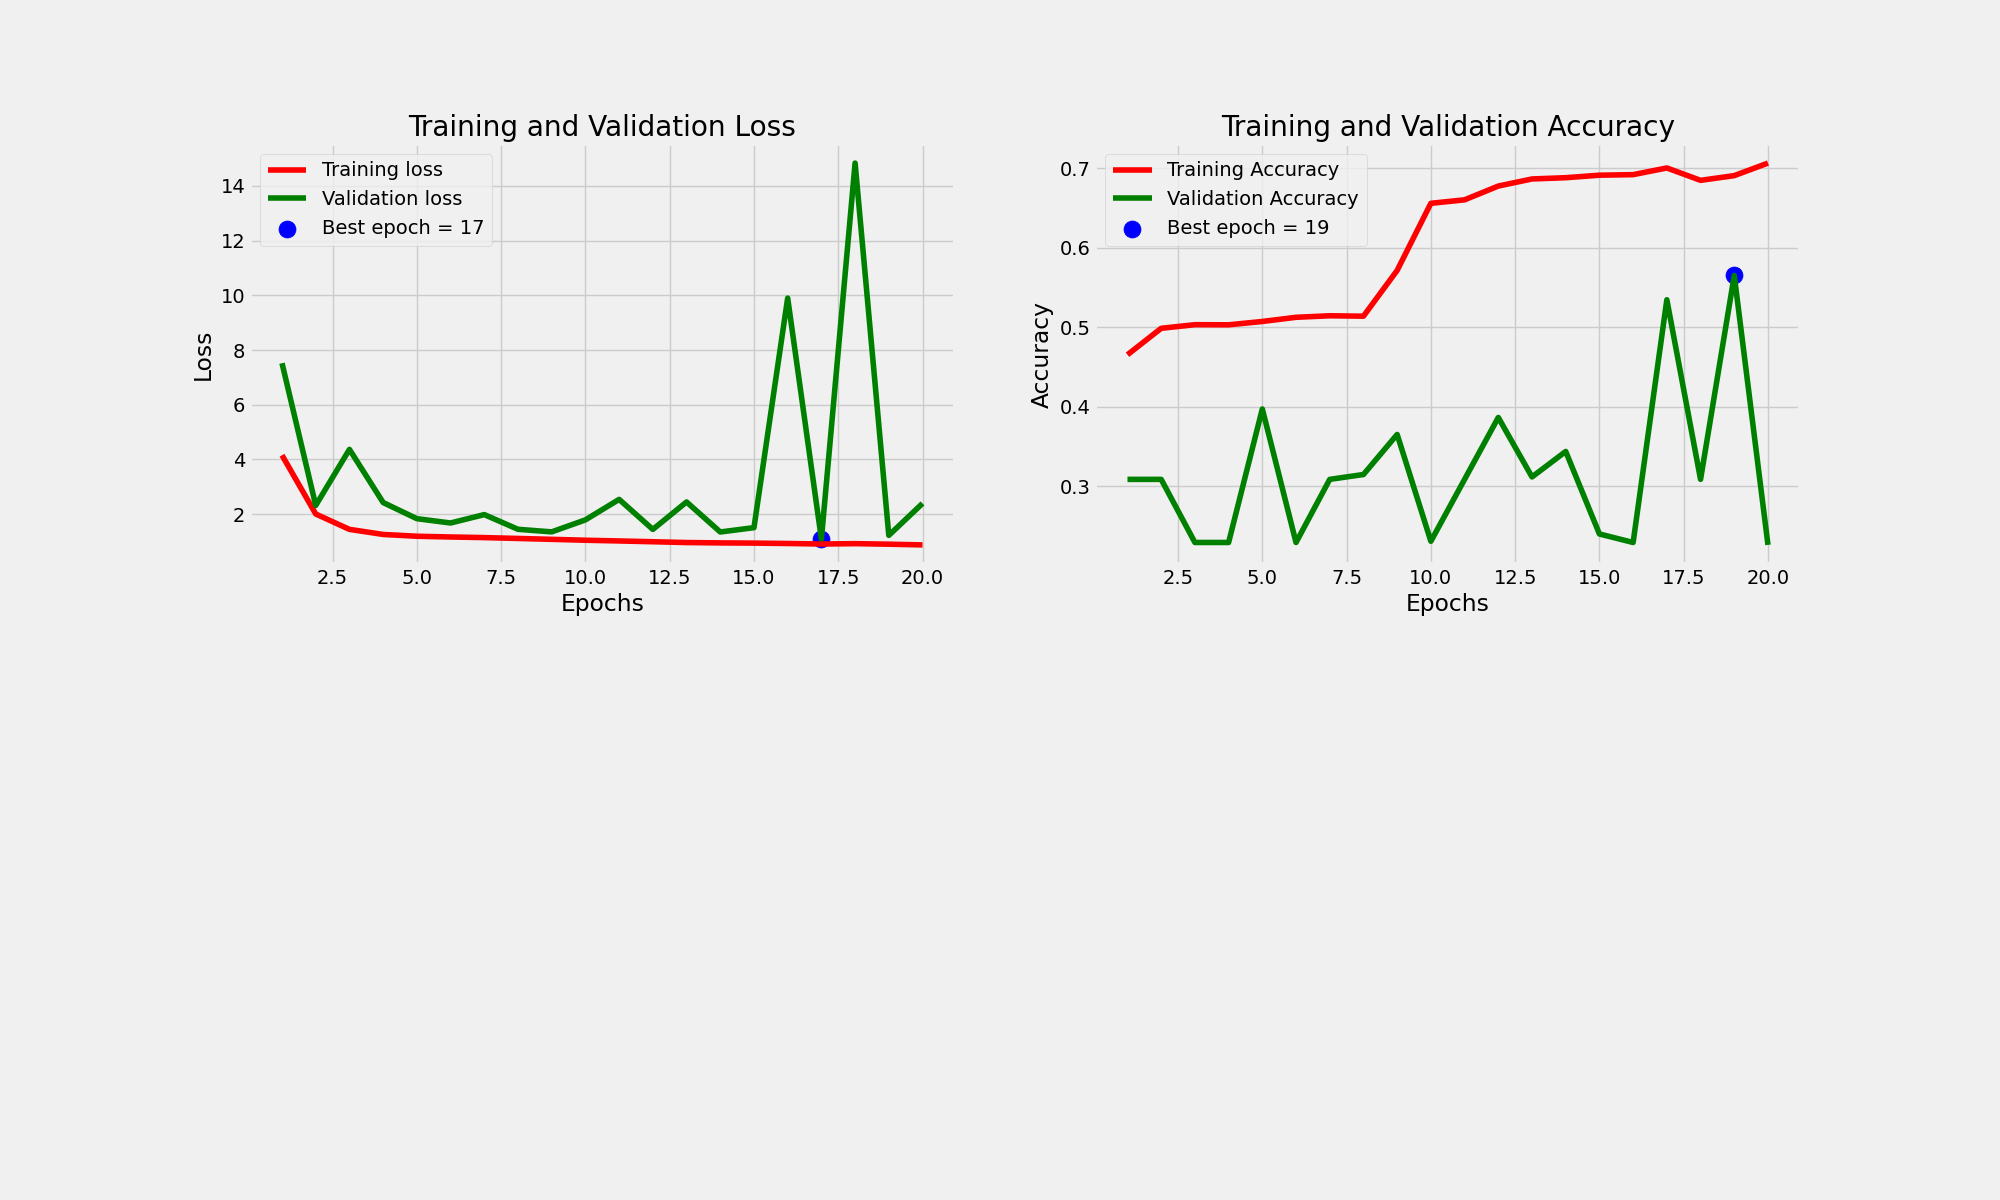 Training and Validation Loss
Training loss
Validation loss
Best epoch = 17
14
12
10
8
6
4
2
Loss
2.5 5.0 7.5 10.0 12.5 15.0 17.5 20.0
Epochs
Training and Validation Accuracy
Training Accuracy
Validation Accuracy
Best epoch = 19
0.7
0.6
0.5
0.4
0.3
Accuracy
2.5 5.0 7.5 10.0 12.5 15.0 17.5 20.0
Epochs